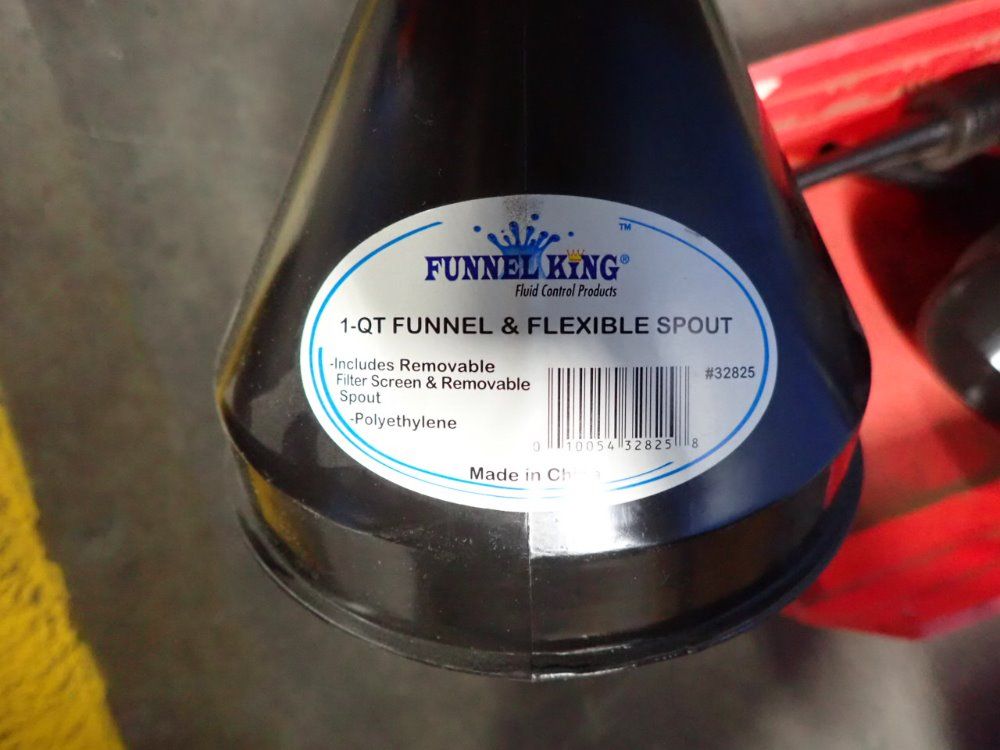 ™
FUNNEL KING®
Fluid Control Products
1-QT FUNNEL & FLEXIBLE SPOUT
-Includes Removable
Filter Screen & Removable
Spout
-Polyethylene
#32825
0 10054 32825 8
Made in China